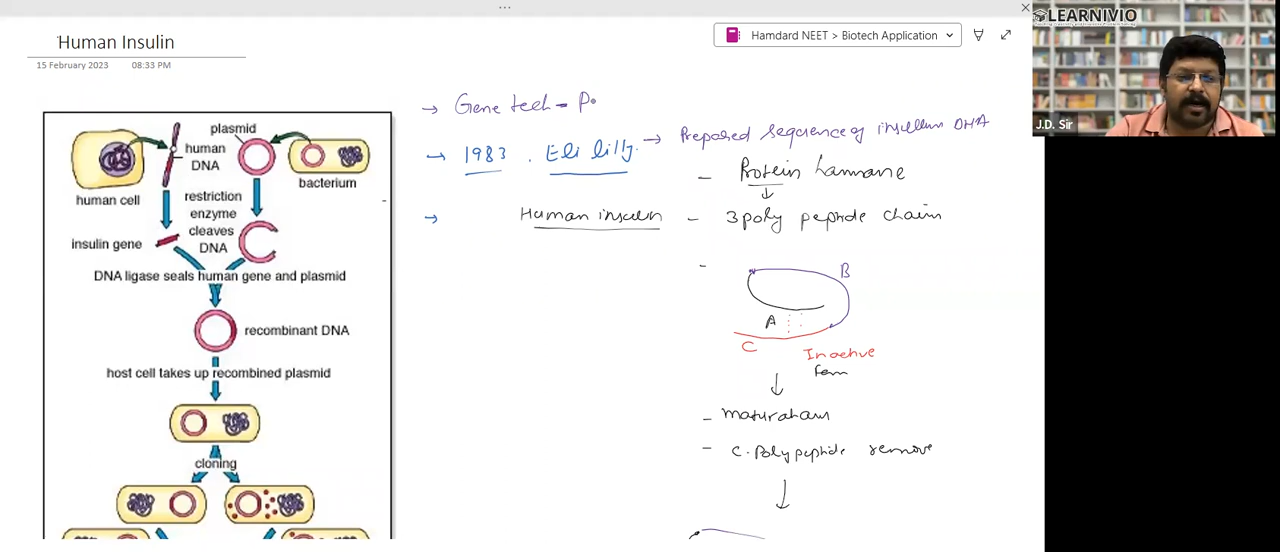 Human Insulin
15 February 2023 08:33 PM
Hamdard NEET > Biotech Application
LEARNIVIO
J.D. Sir
plasmid
human DNA
human cell
bacterium
restriction enzyme cleaves DNA
insulin gene
DNA ligase seals human gene and plasmid
recombinant DNA
host cell takes up recombined plasmid
cloning
→ Gene tech - P
→ 1983 . Eli lilly. → Prepared sequence of insullin DNA
- Protein hormone
→ Human insulin - 3 poly peptide chain
-
B
A
C
Inactive
form
- maturation
- C. Polypeptide remove